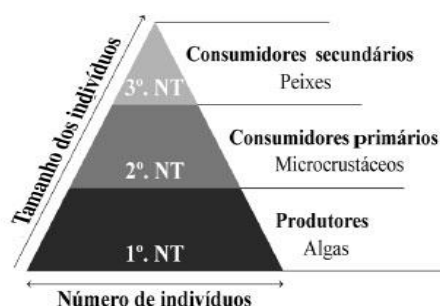 Tamanho dos indivíduos
Consumidores secundários
Peixes
3º. NT
Consumidores primários
Microcrustáceos
2º. NT
Produtores
Algas
1º. NT
Número de indivíduos